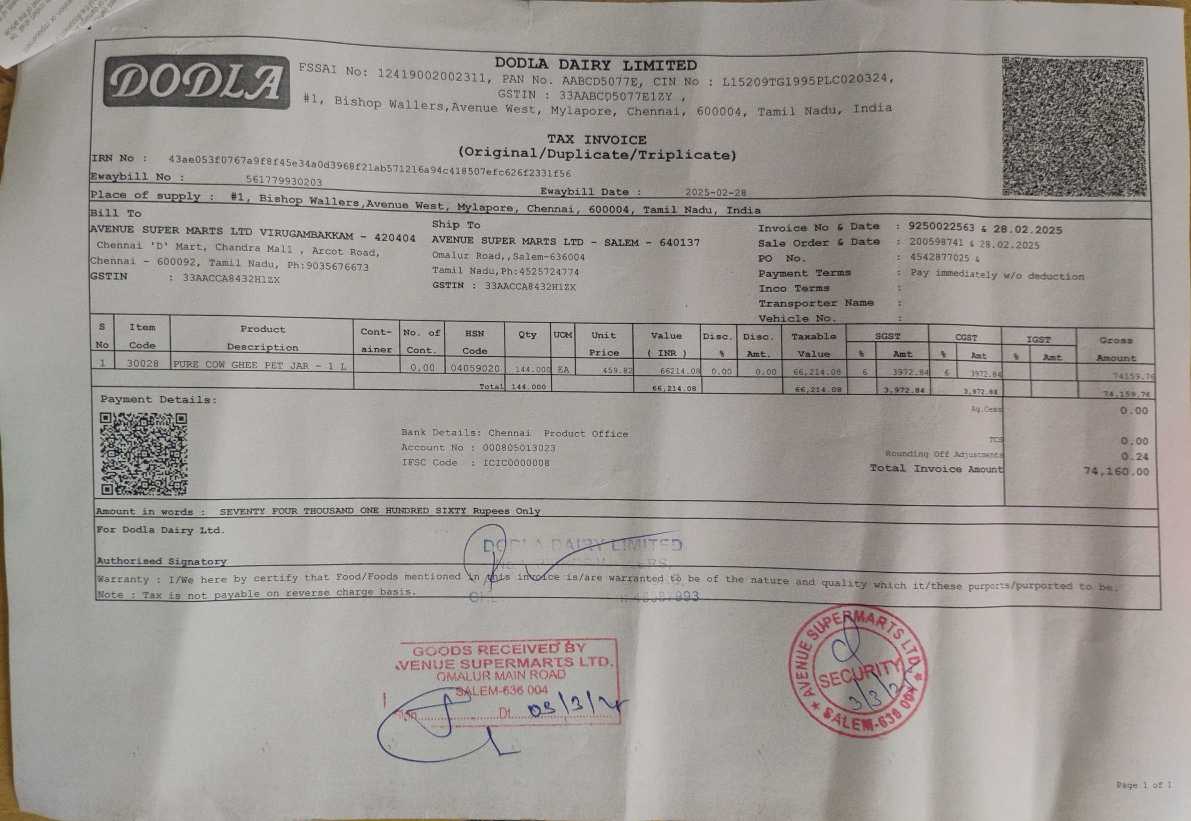 DODLA
DODLA DAIRY LIMITED
FSSAI No: 12419002002311, PAN No. AABCD5077E, CIN No : L15209TG1995PLC020324,
GSTIN : 33AABCD5077E1ZY ,
#1, Bishop Wallers,Avenue West, Mylapore, Chennai, 600004, Tamil Nadu, India
TAX INVOICE
(Original/Duplicate/Triplicate)
IRN No : 43ae053f0767a9f8f45e34a0d3968f21ab571216a94c418507efc626f2331f56
Ewaybill No : 561779930203 Ewaybill Date : 2025-02-28
Place of supply : #1, Bishop Wallers,Avenue West, Mylapore, Chennai, 600004, Tamil Nadu, India
Bill To
AVENUE SUPER MARTS LTD VIRUGAMBAKKAM - 420404
Chennai 'D' Mart, Chandra Mall , Arcot Road,
Chennai - 600092, Tamil Nadu, Ph:9035676673
GSTIN : 33AACCA8432H1ZX
Ship To
AVENUE SUPER MARTS LTD - SALEM - 640137
Omalur Road,,Salem-636004
Tamil Nadu,Ph:4525724774
GSTIN : 33AACCA8432H1ZX
Invoice No & Date : 9250022563 & 28.02.2025
Sale Order & Date : 200598741 & 28.02.2025
PO No. : 4542877025 &
Payment Terms : Pay immediately w/o deduction
Inco Terms :
Transporter Name :
Vehicle No. :
S No Item Code Product Description Cont-ainer No. of Cont. HSN Code Qty UOM Unit Price Value ( INR ) Disc. % Disc. Amt. Taxable Value SGST % Amt CGST % Amt IGST % Amt Gross Amount
1 30028 PURE COW GHEE PET JAR - 1 L 0.00 04059020 144.000 EA 459.82 66214.08 0.00 0.00 66,214.08 6 3972.84 6 3972.84 74159.76
Total 144.000 66,214.08 66,214.08 3,972.84 3,972.84 74,159.76
Payment Details:
Bank Details: Chennai Product Office
Account No : 000805013023
IFSC Code : ICIC0000008
Ag.Cess 0.00
TCS 0.00
Rounding Off Adjustments 0.24
Total Invoice Amount 74,160.00
Amount in words : SEVENTY FOUR THOUSAND ONE HUNDRED SIXTY Rupees Only
For Dodla Dairy Ltd.
DODLA DAIRY LIMITED
Authorised Signatory
Warranty : I/We here by certify that Food/Foods mentioned in this invoice is/are warranted to be of the nature and quality which it/these purports/purported to be.
Note : Tax is not payable on reverse charge basis.
GOODS RECEIVED BY
AVENUE SUPERMARTS LTD.
OMALUR MAIN ROAD
SALEM-636 004
Dt. 03/3/25
AVENUE SUPERMARTS LTD.
SECURITY
3/3/25
SALEM-636 004
Page 1 of 1